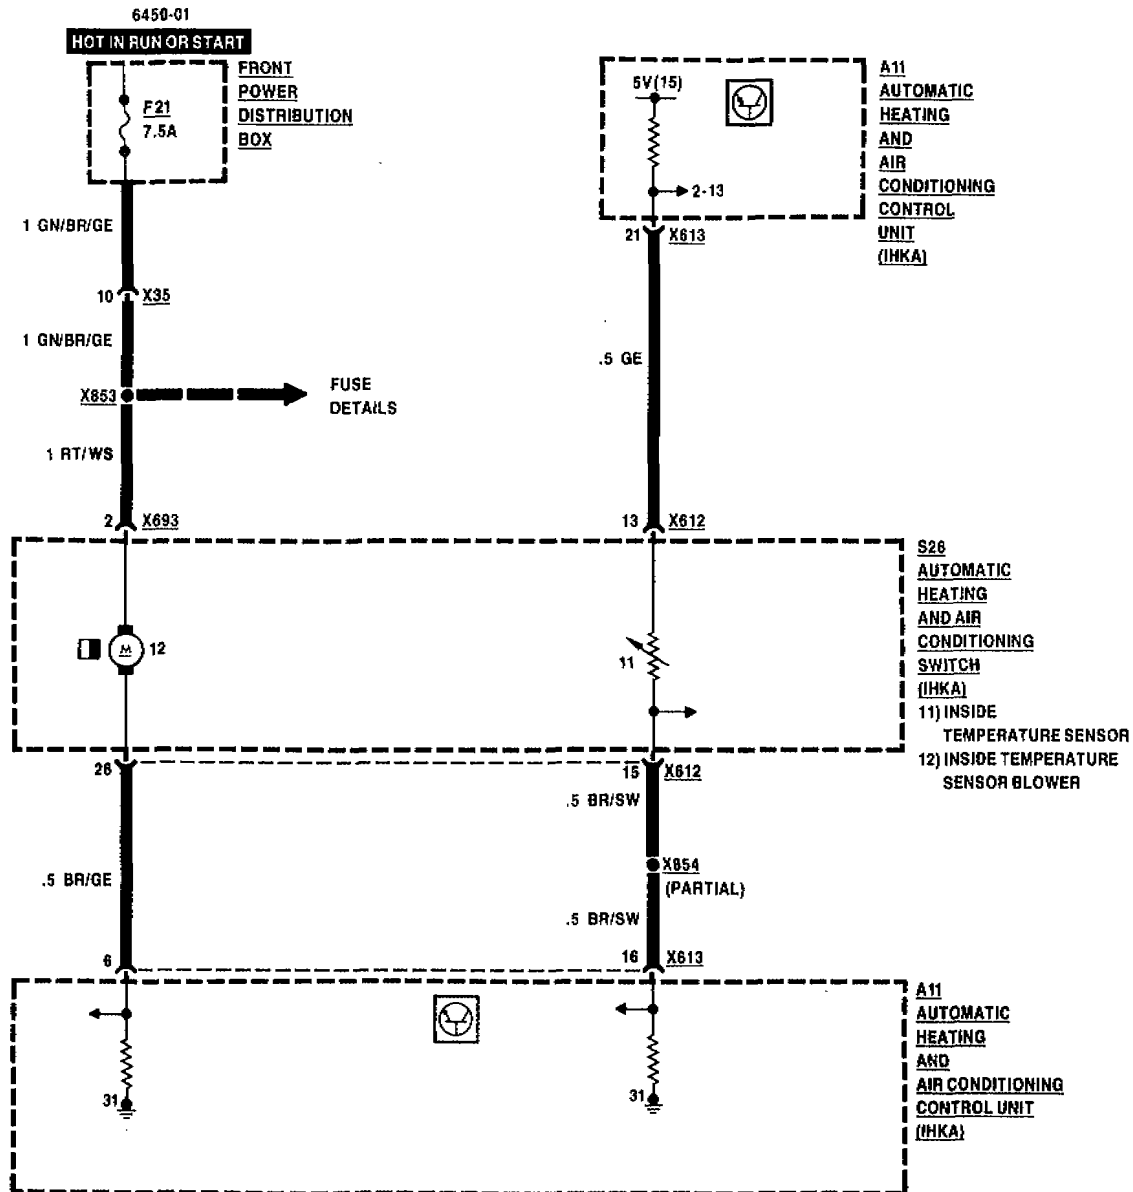 6450-01
HOT IN RUN OR START
FRONT
POWER
DISTRIBUTION
BOX
F21
7.5A
5V(15)
2-13
A11
AUTOMATIC
HEATING
AND
AIR
CONDITIONING
CONTROL
UNIT
(IHKA)
1 GN/BR/GE
21 X613
10 X35
1 GN/BR/GE
.5 GE
X853
FUSE
DETAILS
1 RT/WS
2 X693
13 X612
S26
AUTOMATIC
HEATING
AND AIR
CONDITIONING
SWITCH
(IHKA)
11) INSIDE
TEMPERATURE SENSOR
12) INSIDE TEMPERATURE
SENSOR BLOWER
M 12
11
26
15 X612
.5 BR/SW
X854
(PARTIAL)
.5 BR/GE
.5 BR/SW
6
16 X613
A11
AUTOMATIC
HEATING
AND
AIR CONDITIONING
CONTROL UNIT
(IHKA)
31
31